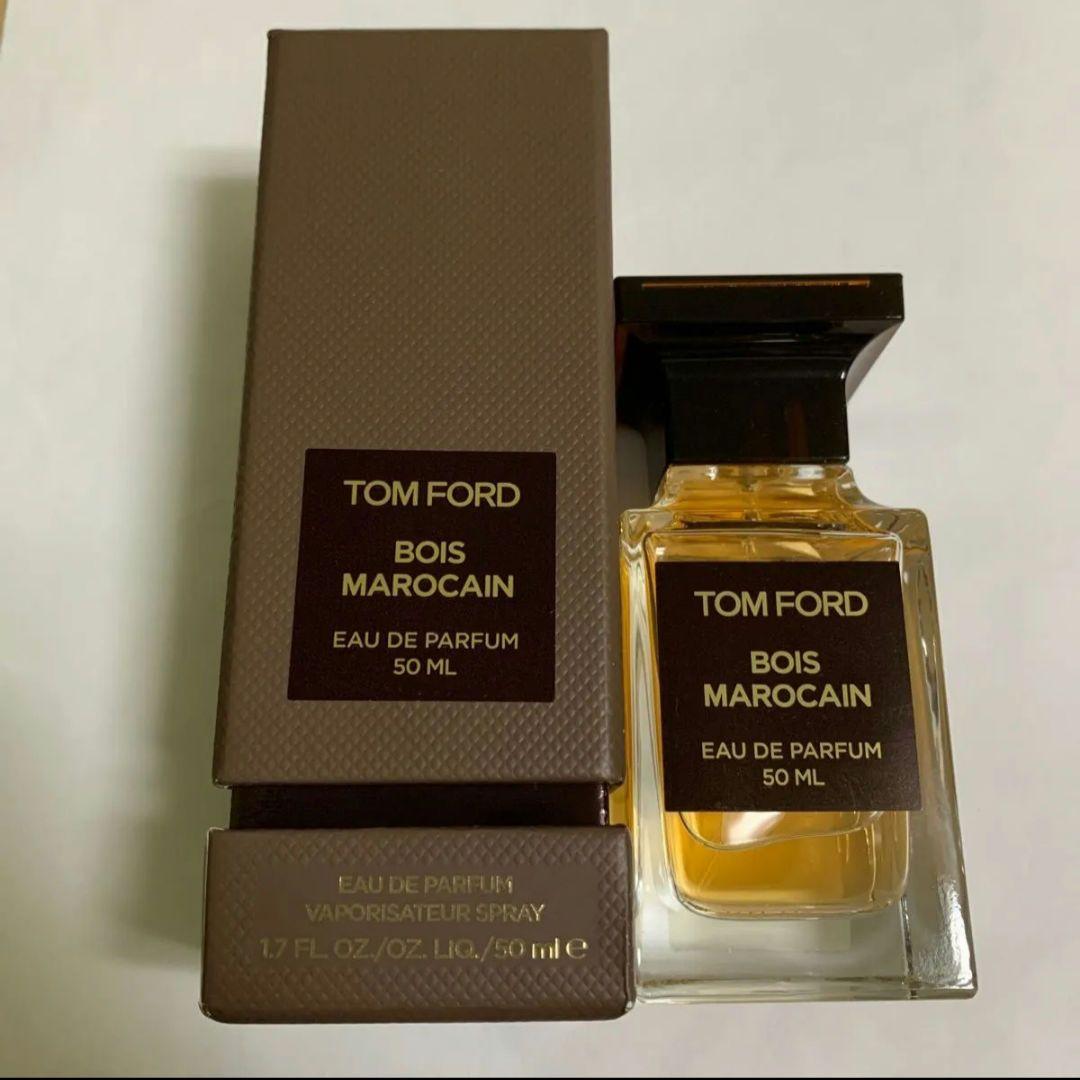 TOM FORD
BOIS
MAROCAIN
EAU DE PARFUM
50 ML
EAU DE PARFUM
VAPORISATEUR SPRAY
1.7 FL. OZ./OZ. LIQ./50 ml ℮
TOM FORD
BOIS
MAROCAIN
EAU DE PARFUM
50 ML